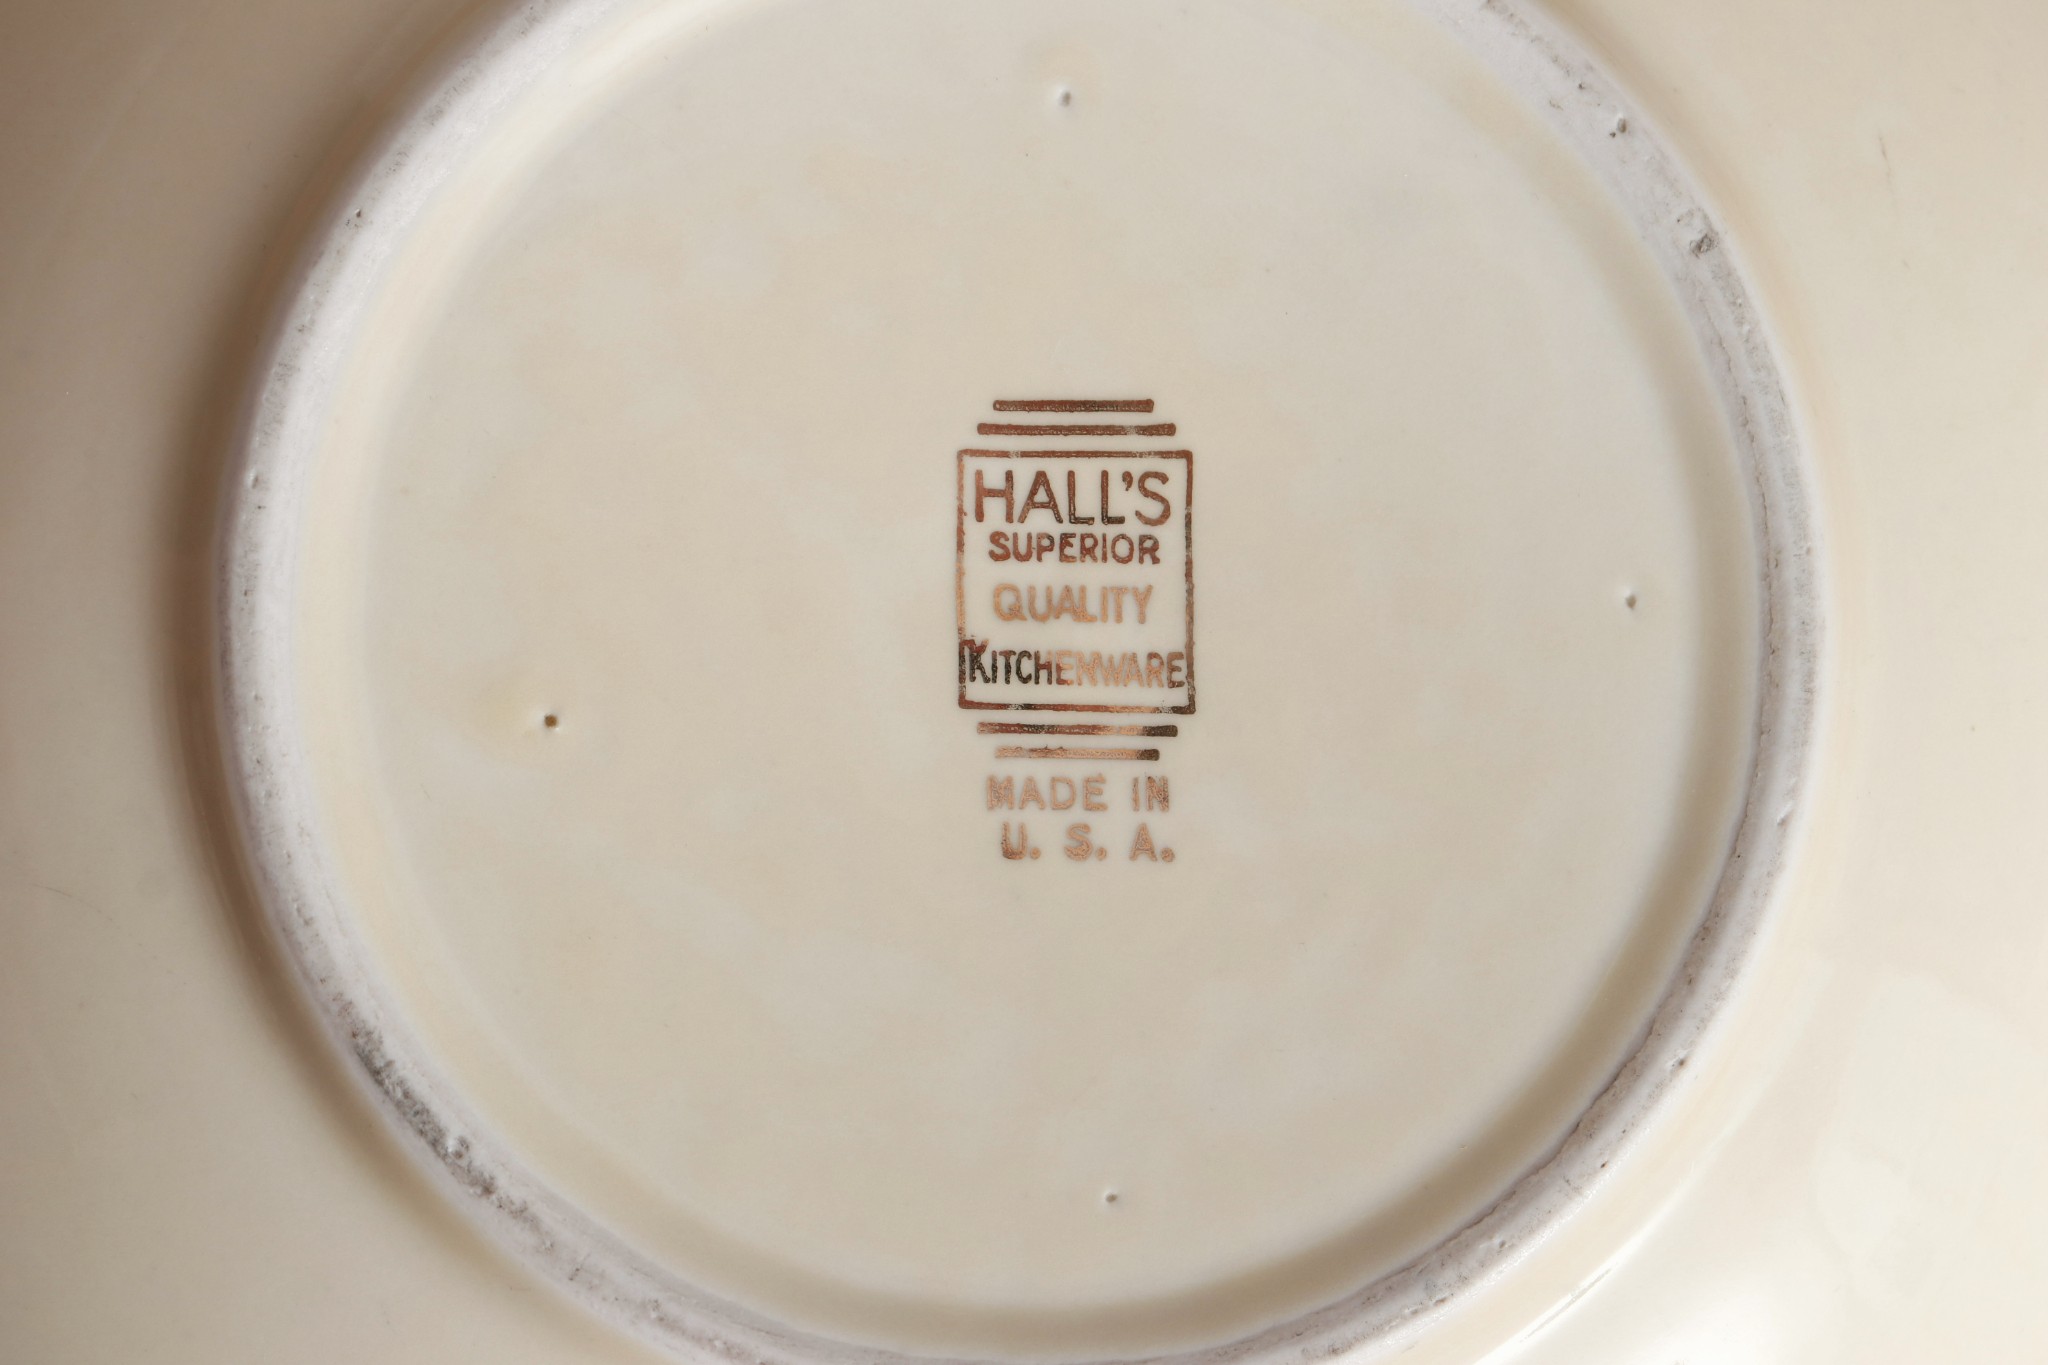 HALL'S
SUPERIOR
QUALITY
KITCHENWARE
MADE IN
U. S. A.